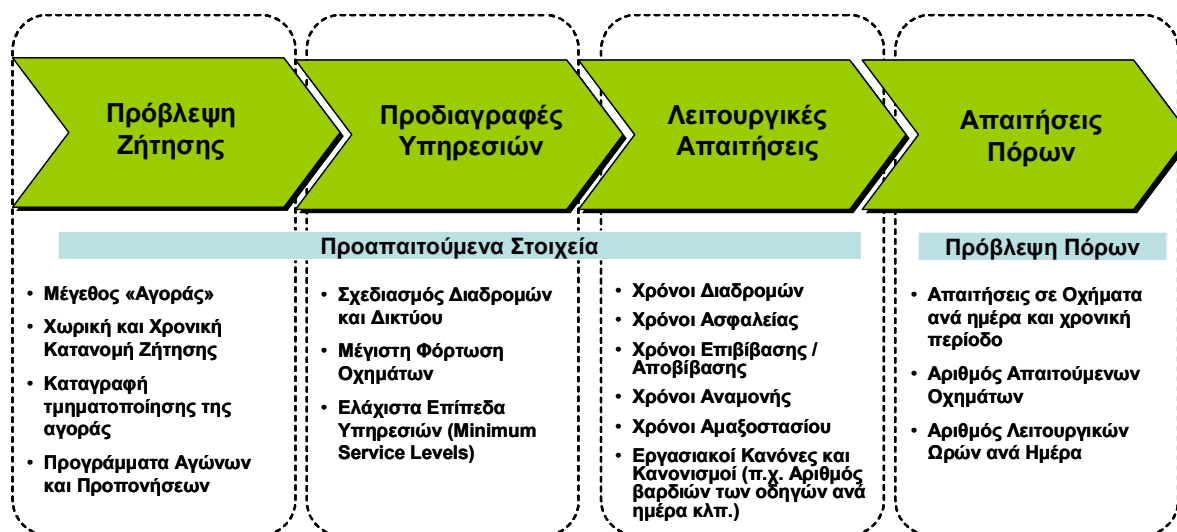 Πρόβλεψη
Ζήτησης
Προδιαγραφές
Υπηρεσιών
Λειτουργικές
Απαιτήσεις
Απαιτήσεις
Πόρων
Προαπαιτούμενα Στοιχεία
Πρόβλεψη Πόρων
• Μέγεθος «Αγοράς»
• Χωρική και Χρονική
Κατανομή Ζήτησης
• Καταγραφή
τμηματοποίησης της
αγοράς
• Προγράμματα Αγώνων
και Προπονήσεων
• Σχεδιασμός Διαδρομών
και Δικτύου
• Μέγιστη Φόρτωση
Οχημάτων
• Ελάχιστα Επίπεδα
Υπηρεσιών (Minimum
Service Levels)
• Χρόνοι Διαδρομών
• Χρόνοι Ασφαλείας
• Χρόνοι Επιβίβασης /
Αποβίβασης
• Χρόνοι Αναμονής
• Χρόνοι Αμαξοστασίου
• Εργασιακοί Κανόνες και
Κανονισμοί (π.χ. Αριθμός
βαρδιών των οδηγών ανά
ημέρα κλπ.)
• Απαιτήσεις σε Οχήματα
ανά ημέρα και χρονική
περίοδο
• Αριθμός Απαιτούμενων
Οχημάτων
• Αριθμός Λειτουργικών
Ωρών ανά Ημέρα